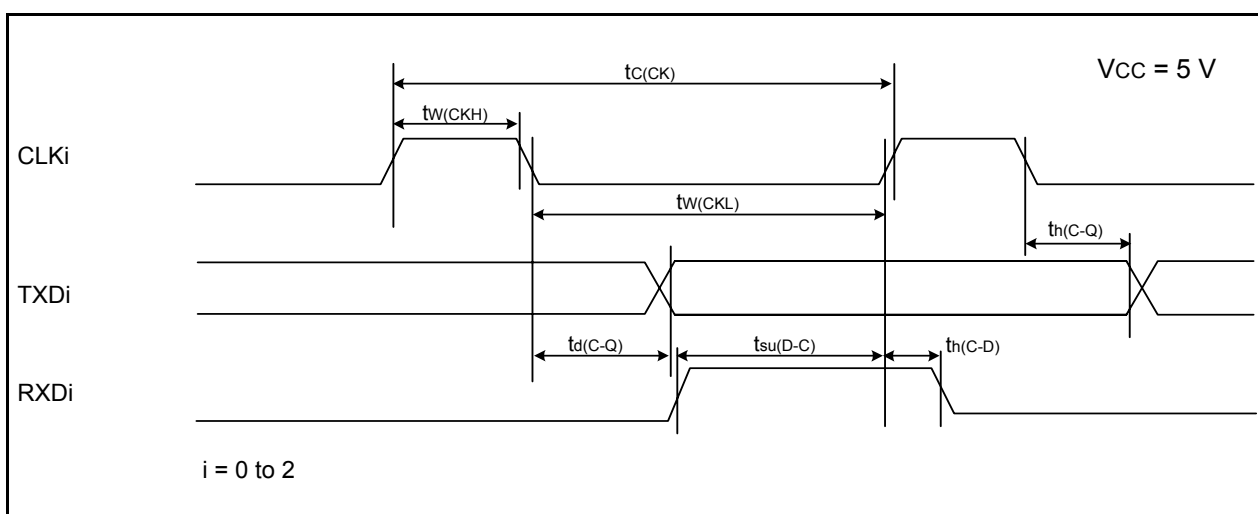 tC(CK)
VCC = 5 V
tW(CKH)
CLKi
tW(CKL)
th(C-Q)
TXDi
td(C-Q)
tsu(D-C)
th(C-D)
RXDi
i = 0 to 2